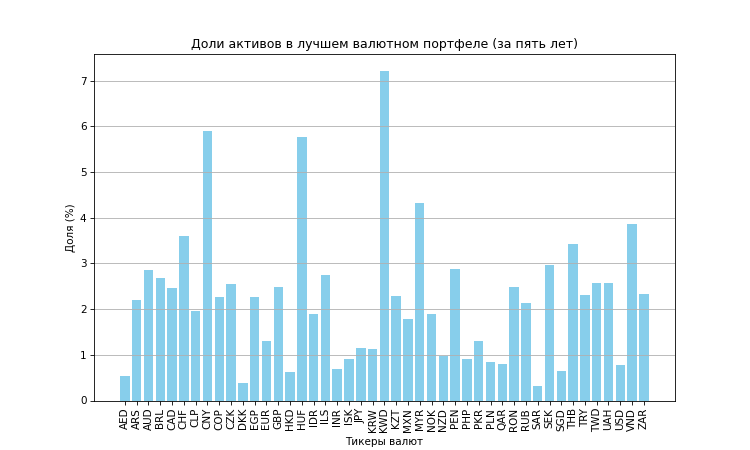 Доли активов в лучшем валютном портфеле (за пять лет)
Доля (%)
7
6
5
4
3
2
1
0
AED ARS AUD BRL CAD CHF CLP CNY COP CZK DKK EGP EUR GBP HKD HUF IDR ILS INR ISK JPY KRW KWD KZT MXN MYR NOK NZD PEN PHP PKR PLN QAR RON RUB SAR SEK SGD THB TRY TWD UAH USD VND ZAR
Тикеры валют